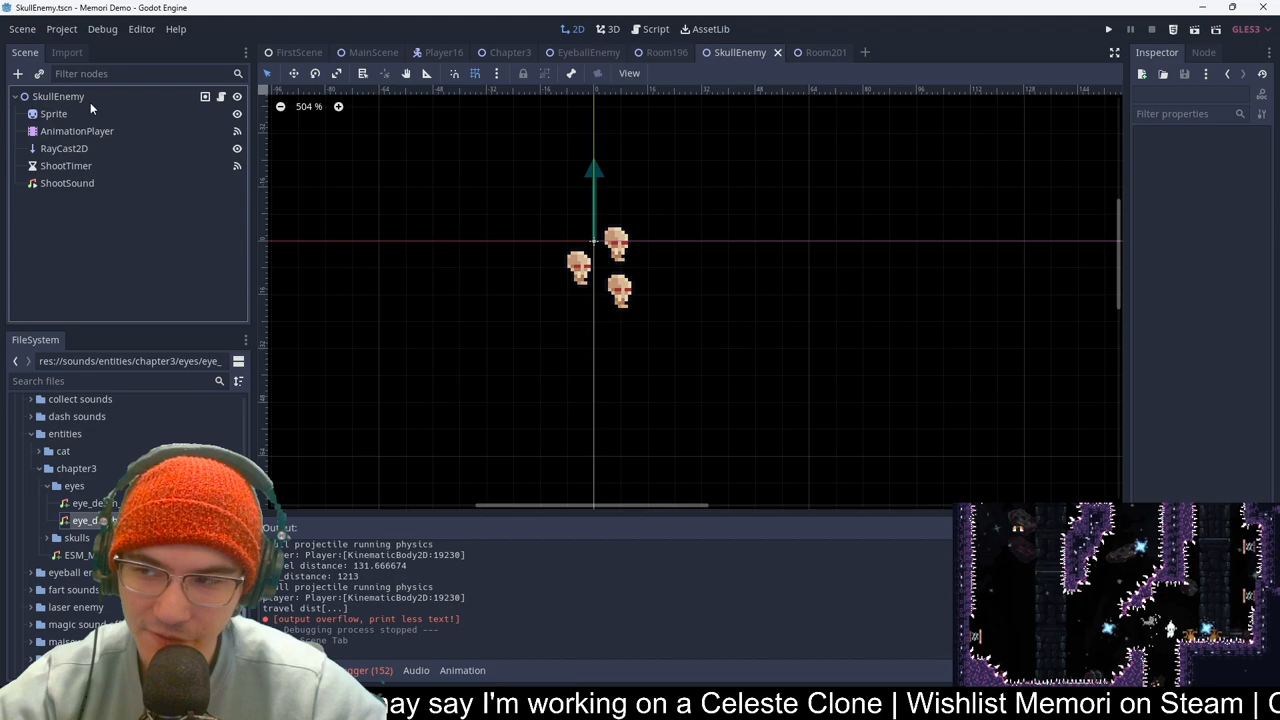 SkullEnemy.tscn - Memori Demo - Godot Engine
Scene Project Debug Editor Help
2D 3D Script AssetLib
GLES3
Scene Import
FirstScene MainScene Player16 Chapter3 EyeballEnemy Room196 SkullEnemy Room201
Inspector Node
Filter nodes
View
SkullEnemy
504 %
Filter properties
Sprite
AnimationPlayer
RayCast2D
ShootTimer
ShootSound
FileSystem
res://sounds/entities/chapter3/eyes/eye_
Search files
collect sounds
dash sounds
entities
cat
chapter3
eyes
skulls
Output:
projectile running physics
Player:[KinematicBody2D:19230]
distance: 131.666674
distance: 1213
projectile running physics
player: Player:[KinematicBody2D:19230]
travel dist[...]
[output overflow, print less text!]
Debugging process stopped ---
Scene Tab
fart sounds
laser enemy
(152) Audio Animation
may say I'm working on a Celeste Clone | Wishlist Memori on Steam |